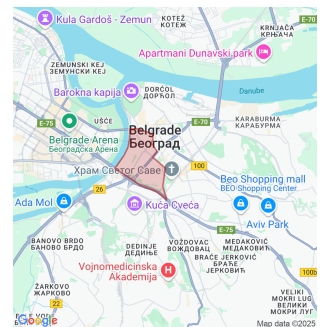 Kula Gardoš - Zemun
КОТЕЖ
KOTEŽ
KRNJAČA
КРЊАЧА
Apartmani Dunavski park
ZEMUNSKI KEJ
ЗЕМУНСКИ КЕЈ
Barokna kapija
DORĆOL
ДОРЋОЛ
Danube
E-75
UŠĆE
УШЋЕ
E-70
KARABURMA
КАРАБУРМА
Belgrade
Београд
Belgrade Arena
Београдска Арена
Храм Светог Саве
100
Beo Shopping mall
BEO Shopping Center
Ada Mol
26
Kuća Cveća
Aviv Park
E-75
BANOVO BRDO
БАНОВО БРДО
DEDINJE
ДЕДИЊЕ
VOŽDOVAC
ВОЖДОВАЦ
MEDAKOVIĆ
МЕДАКОВИЋ
BRAĆE JERKOVIĆ
БРАЋЕ
ЈЕРКОВИЋ
Vojnomedicinska
Akademija
ŽARKOVO
ЖАРКОВО
22
VELIKI
MOKRI LUG
ВЕЛИКИ
МОКРИ ЛУГ
Google
Map data ©2025